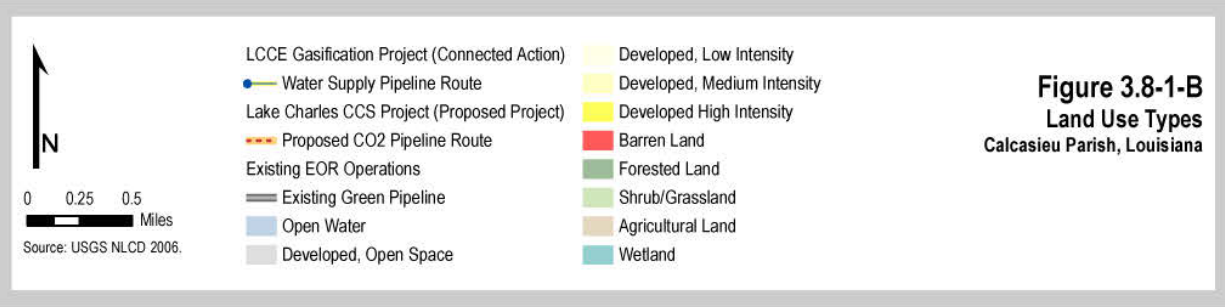 N
0 0.25 0.5
Miles
Source: USGS NLCD 2006.
LCCE Gasification Project (Connected Action)
Water Supply Pipeline Route
Lake Charles CCS Project (Proposed Project)
Proposed CO2 Pipeline Route
Existing EOR Operations
Existing Green Pipeline
Open Water
Developed, Open Space
Developed, Low Intensity
Developed, Medium Intensity
Developed High Intensity
Barren Land
Forested Land
Shrub/Grassland
Agricultural Land
Wetland
Figure 3.8-1-B
Land Use Types
Calcasieu Parish, Louisiana